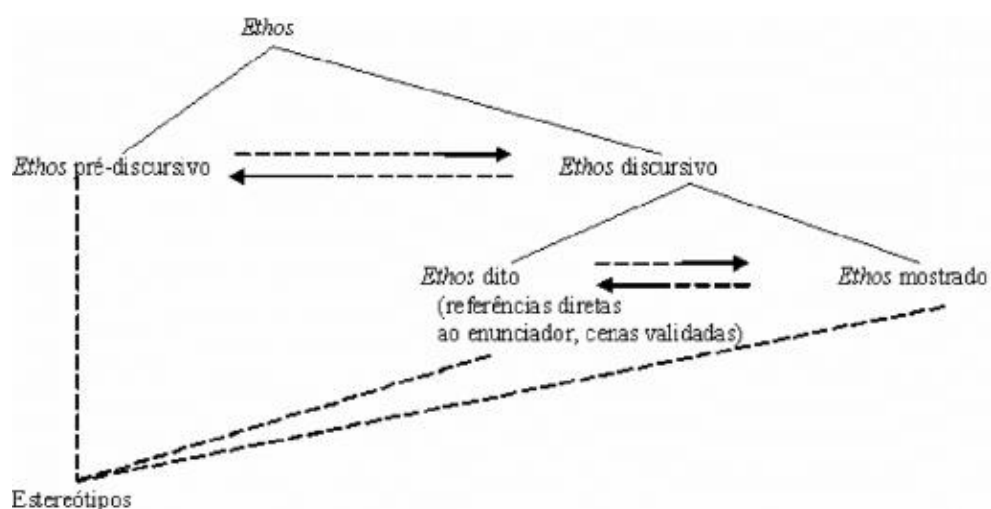 Ethos
Ethos pré-discursivo
Ethos discursivo
Ethos dito
Ethos mostrado
(referências diretas
ao enunciador, cenas validadas)
Estereótipos